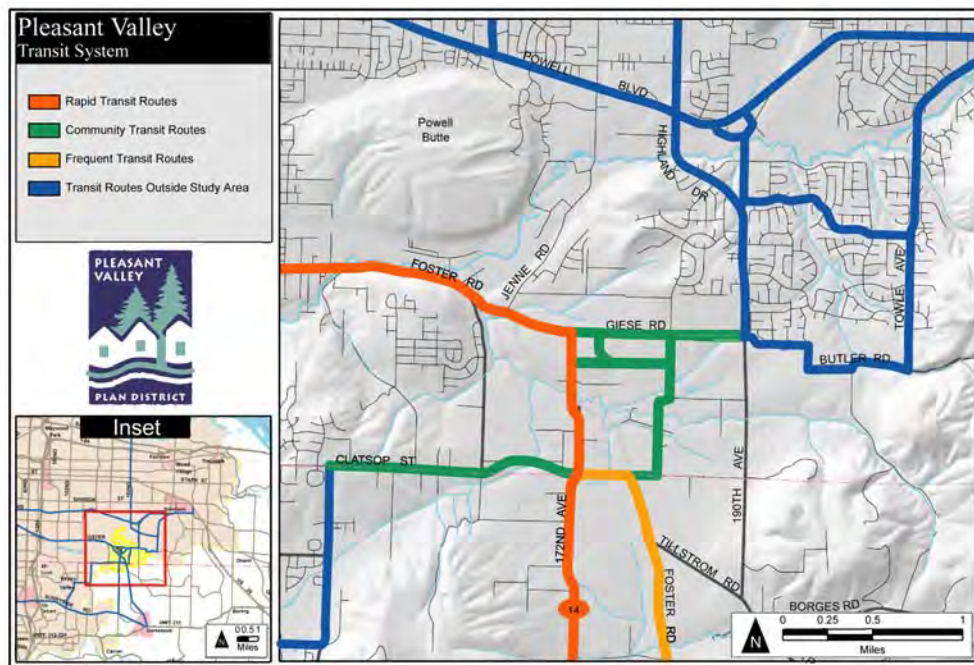 Pleasant Valley
Transit System
Rapid Transit Routes
Community Transit Routes
Frequent Transit Routes
Transit Routes Outside Study Area
PLEASANT
VALLEY
PLAN DISTRICT
Inset
N
00.51
Miles
POWELL BLVD
Powell
Butte
HIGHLAND DR
JENNE RD
FOSTER RD
GIESE RD
TOWLE AVE
BUTLER RD
CLATSOP ST
172ND AVE
190TH AVE
TILLSTROM RD
FOSTER RD
14
BORGES RD
N
0 0.25 0.5 1
Miles